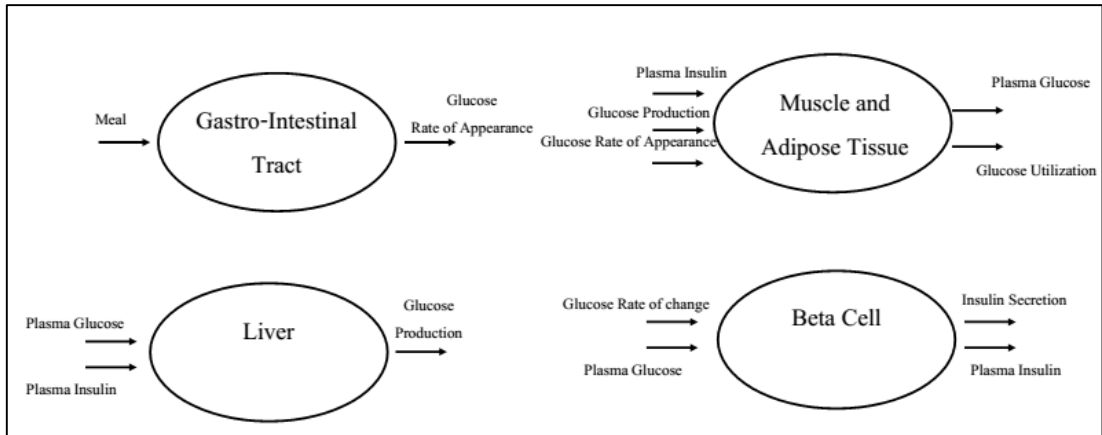 Meal
Gastro-Intestinal
Tract
Glucose
Rate of Appearance
Plasma Insulin
Glucose Production
Glucose Rate of Appearance
Muscle and
Adipose Tissue
Plasma Glucose
Glucose Utilization
Plasma Glucose
Plasma Insulin
Liver
Glucose
Production
Glucose Rate of change
Plasma Glucose
Beta Cell
Insulin Secretion
Plasma Insulin